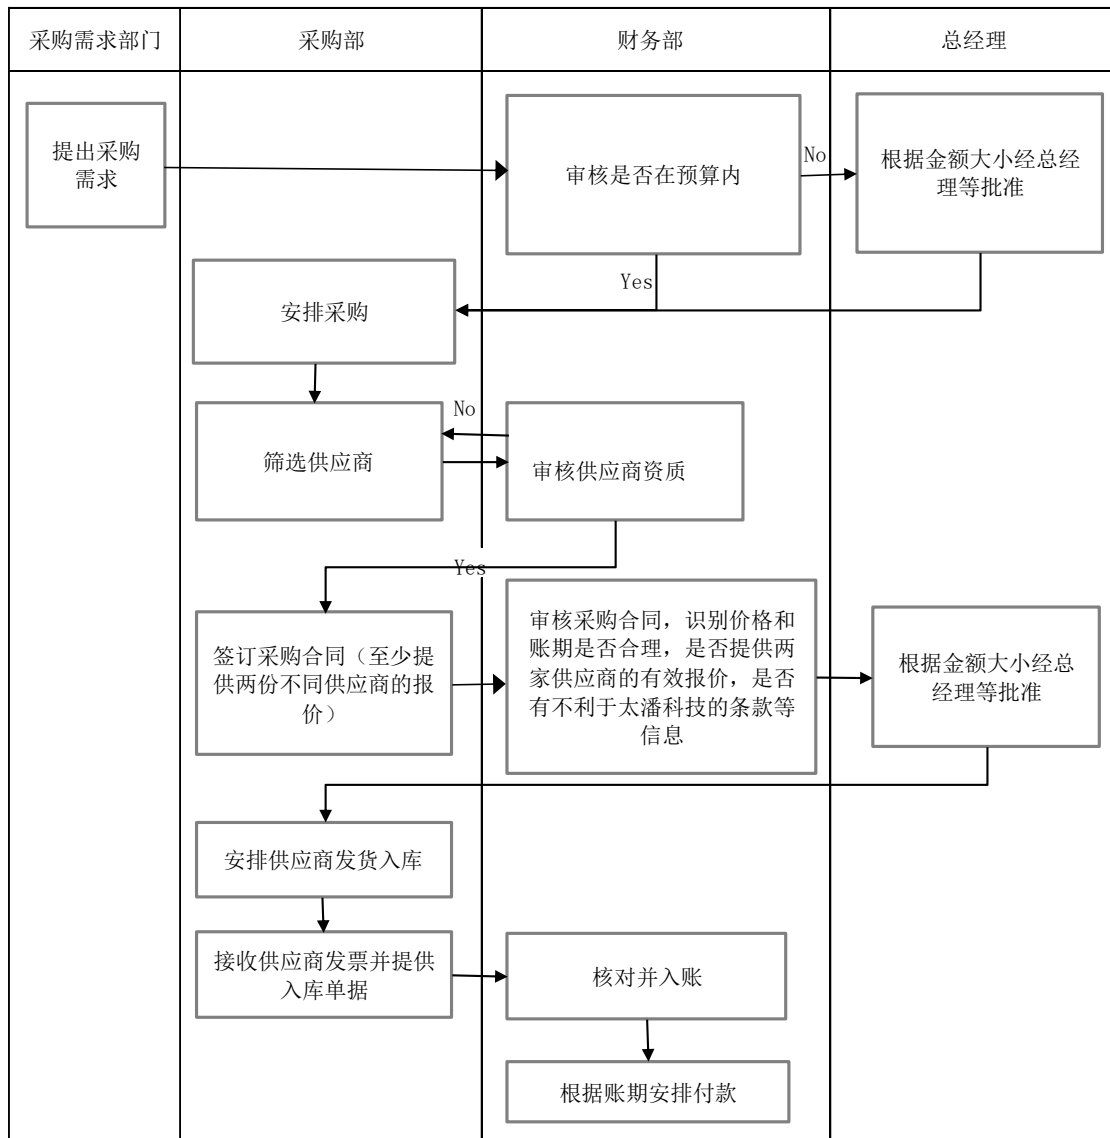 采购需求部门
采购部
财务部
总经理
提出采购
需求
审核是否在预算内
No
根据金额大小经总经
理等批准
Yes
安排采购
No
筛选供应商
审核供应商资质
Yes
签订采购合同（至少提
供两份不同供应商的报
价）
审核采购合同，识别价格和
账期是否合理，是否提供两
家供应商的有效报价，是否
有不利于太潘科技的条款等
信息
根据金额大小经总
经理等批准
安排供应商发货入库
接收供应商发票并提供
入库单据
核对并入账
根据账期安排付款